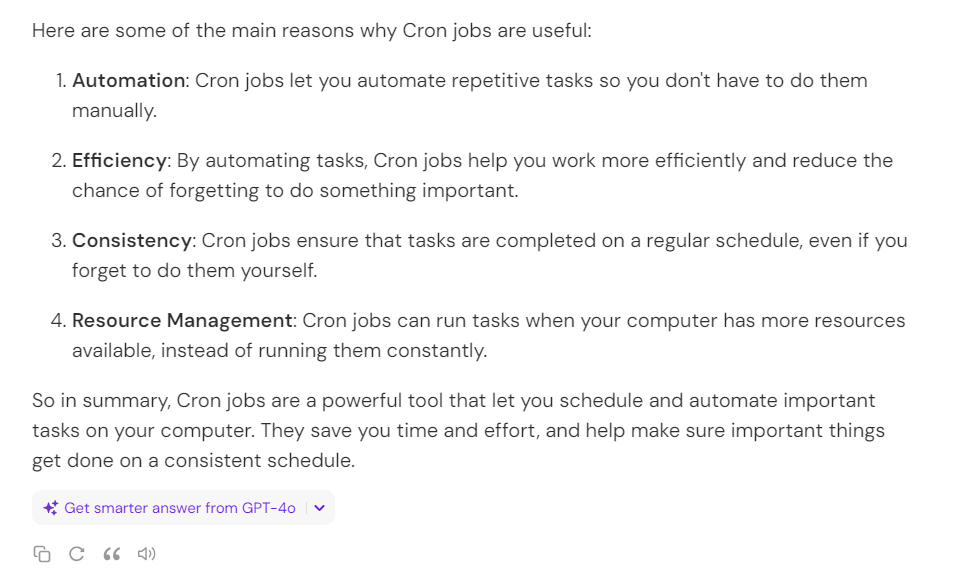 Here are some of the main reasons why Cron jobs are useful:
1. Automation: Cron jobs let you automate repetitive tasks so you don't have to do them
manually.
2. Efficiency: By automating tasks, Cron jobs help you work more efficiently and reduce the
chance of forgetting to do something important.
3. Consistency: Cron jobs ensure that tasks are completed on a regular schedule, even if you
forget to do them yourself.
4. Resource Management: Cron jobs can run tasks when your computer has more resources
available, instead of running them constantly.
So in summary, Cron jobs are a powerful tool that let you schedule and automate important
tasks on your computer. They save you time and effort, and help make sure important things
get done on a consistent schedule.
Get smarter answer from GPT-4o